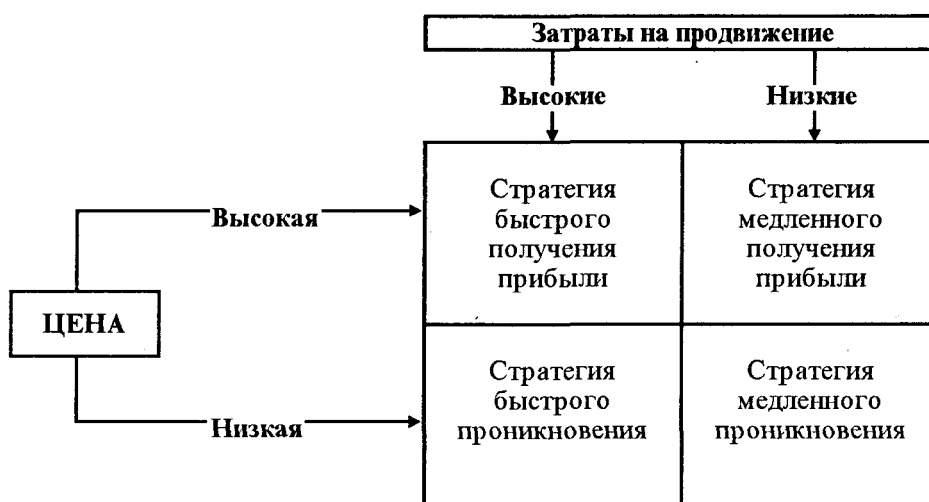 Затраты на продвижение
Высокие
Низкие
Стратегия
быстрого
получения
прибыли
Стратегия
медленного
получения
прибыли
Высокая
ЦЕНА
Низкая
Стратегия
быстрого
проникновения
Стратегия
медленного
проникновения